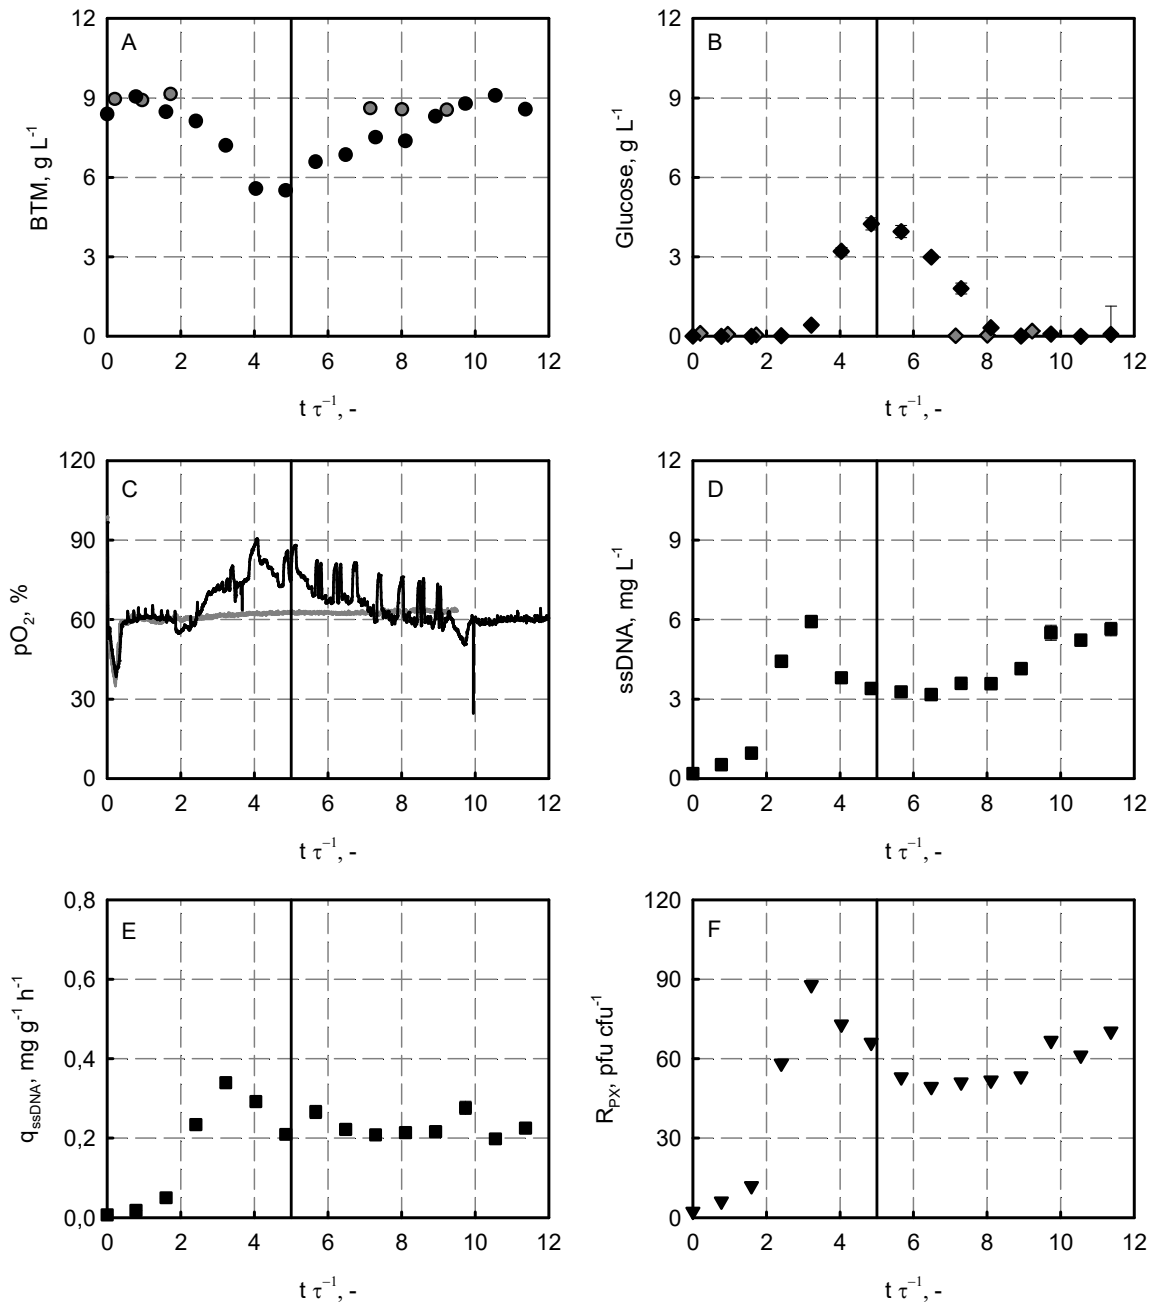 A
BTM, g L⁻¹
12
9
6
3
0
0 2 4 6 8 10 12
t τ⁻¹, -
B
Glucose, g L⁻¹
12
9
6
3
0
0 2 4 6 8 10 12
t τ⁻¹, -
C
pO₂, %
120
90
60
30
0
0 2 4 6 8 10 12
t τ⁻¹, -
D
ssDNA, mg L⁻¹
12
9
6
3
0
0 2 4 6 8 10 12
t τ⁻¹, -
E
q_ssDNA, mg g⁻¹ h⁻¹
0,8
0,6
0,4
0,2
0,0
0 2 4 6 8 10 12
t τ⁻¹, -
F
R_PX, pfu cfu⁻¹
120
90
60
30
0
0 2 4 6 8 10 12
t τ⁻¹, -